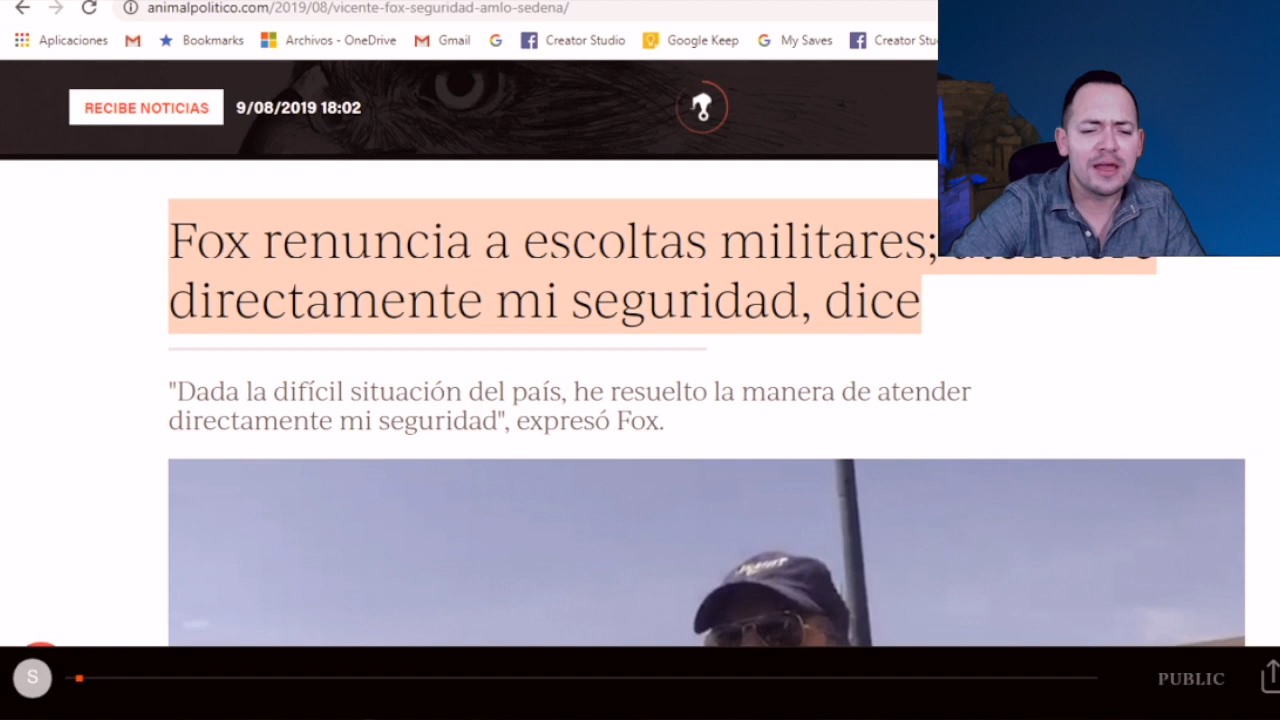 animalpolitico.com/2019/08/vicente-fox-seguridad-amlo-sedena/
Aplicaciones Bookmarks Archivos - OneDrive Gmail Creator Studio Google Keep My Saves Creator
RECIBE NOTICIAS 9/08/2019 18:02
Fox renuncia a escoltas militares;
directamente mi seguridad, dice
"Dada la difícil situación del país, he resuelto la manera de atender
directamente mi seguridad", expresó Fox.
S PUBLIC